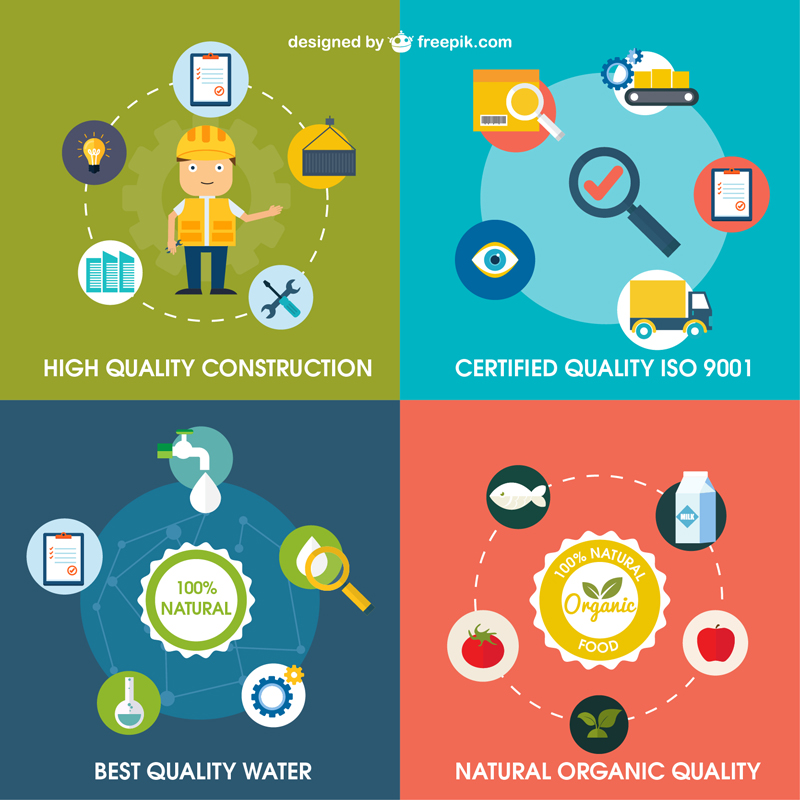 designed by freepik.com
HIGH QUALITY CONSTRUCTION
CERTIFIED QUALITY ISO 9001
100%
NATURAL
BEST QUALITY WATER
MILK
100% NATURAL
Organic
FOOD
NATURAL ORGANIC QUALITY